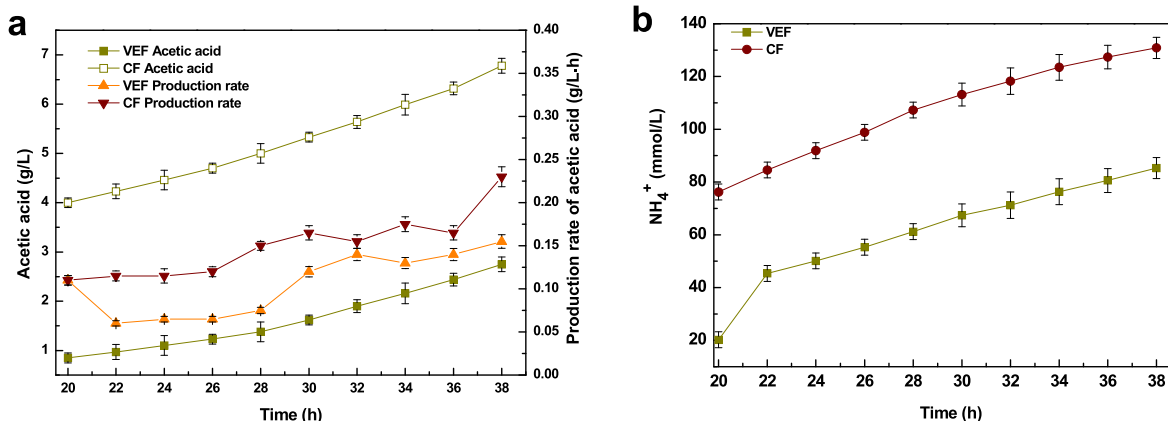 a
VEF Acetic acid
CF Acetic acid
VEF Production rate
CF Production rate
Acetic acid (g/L)
7
6
5
4
3
2
1
20 22 24 26 28 30 32 34 36 38
Time (h)
0.40
0.35
0.30
0.25
0.20
0.15
0.10
0.05
0.00
Production rate of acetic acid (g/L-h)
b
VEF
CF
NH₄⁺ (mmol/L)
140
120
100
80
60
40
20
20 22 24 26 28 30 32 34 36 38
Time (h)